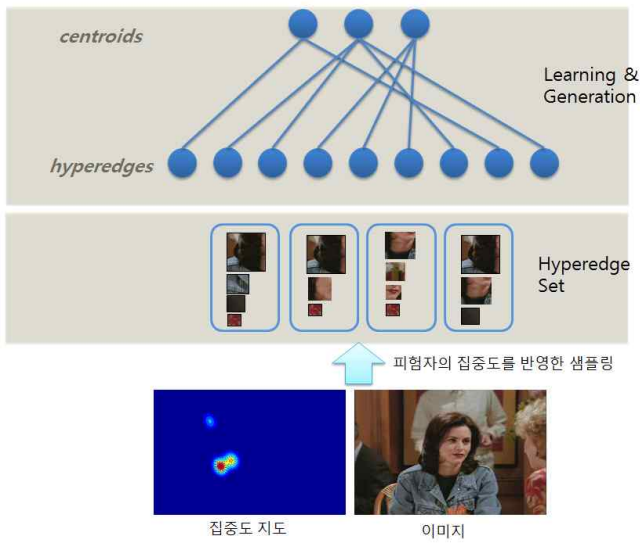 centroids
Learning &
Generation
hyperedges
Hyperedge
Set
피험자의 집중도를 반영한 샘플링
집중도 지도
이미지